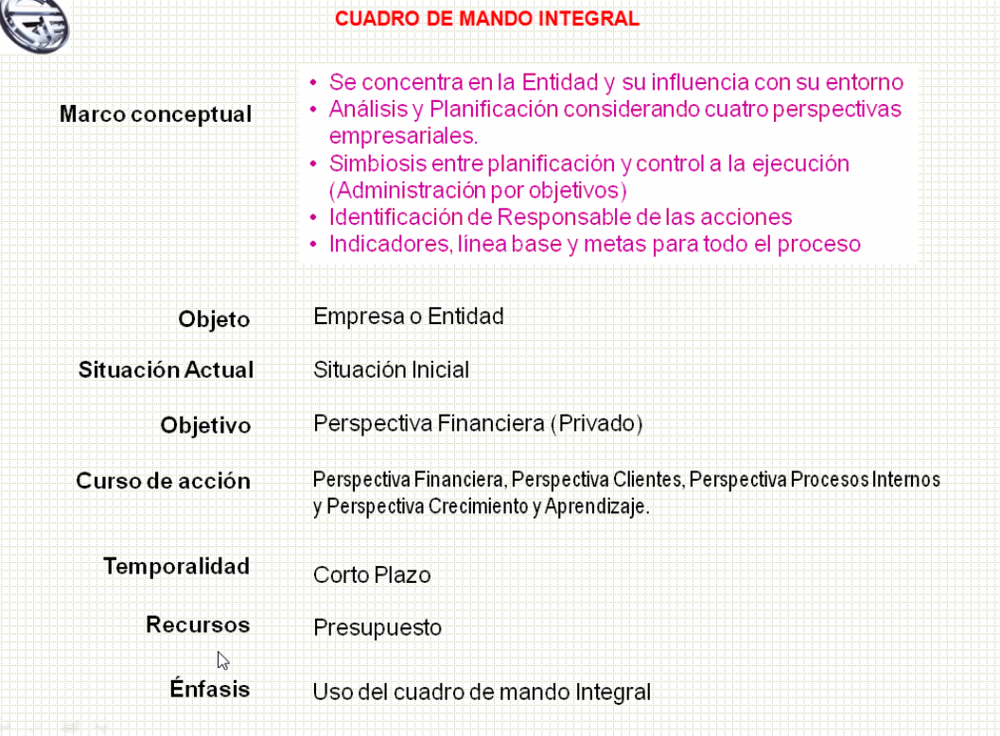 CUADRO DE MANDO INTEGRAL
Marco conceptual
• Se concentra en la Entidad y su influencia con su entorno
• Análisis y Planificación considerando cuatro perspectivas
empresariales.
• Simbiosis entre planificación y control a la ejecución
(Administración por objetivos)
• Identificación de Responsable de las acciones
• Indicadores, línea base y metas para todo el proceso
Objeto
Empresa o Entidad
Situación Actual
Situación Inicial
Objetivo
Perspectiva Financiera (Privado)
Curso de acción
Perspectiva Financiera, Perspectiva Clientes, Perspectiva Procesos Internos
y Perspectiva Crecimiento y Aprendizaje.
Temporalidad
Corto Plazo
Recursos
Presupuesto
Énfasis
Uso del cuadro de mando Integral